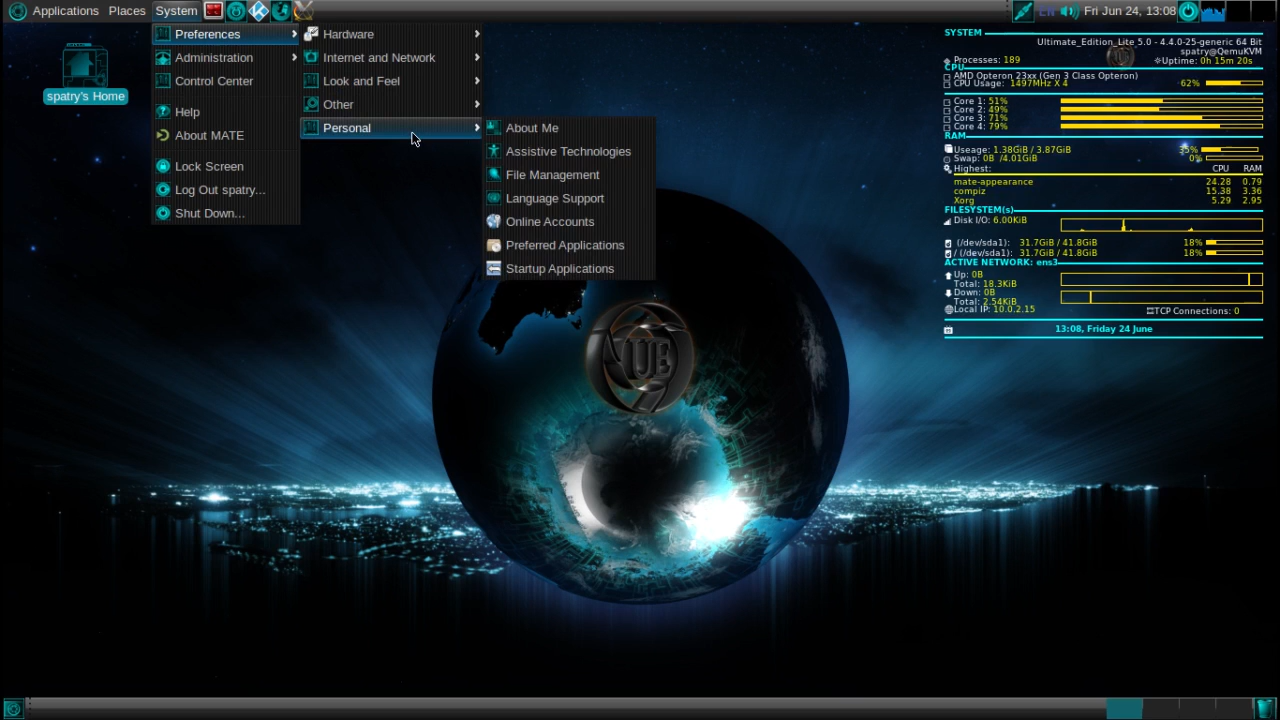 Applications Places System
EN Fri Jun 24, 13:08
Preferences
Administration
Control Center
Help
About MATE
Lock Screen
Log Out spatry...
Shut Down...
Hardware
Internet and Network
Look and Feel
Other
Personal
About Me
Assistive Technologies
File Management
Language Support
Online Accounts
Preferred Applications
Startup Applications
spatry's Home
UE
SYSTEM
Ultimate_Edition_Lite 5.0 - 4.4.0-25-generic 64 Bit
spatry@QemuKVM
Processes: 189 Uptime: 0h 15m 20s
CPU
AMD Opteron 23xx (Gen 3 Class Opteron)
CPU Usage: 1497MHz X 4 62%
Core 1: 51%
Core 2: 49%
Core 3: 71%
Core 4: 79%
RAM
Useage: 1.38GiB / 3.87GiB 35%
Swap: 0B /4.01GiB 0%
Highest: CPU RAM
mate-appearance 24.28 0.79
compiz 15.38 3.36
Xorg 5.29 2.95
FILESYSTEM(s)
Disk I/O: 6.00KiB
(/dev/sda1): 31.7GiB / 41.8GiB 18%
/ (/dev/sda1): 31.7GiB / 41.8GiB 18%
ACTIVE NETWORK: ens3
Up: 0B
Total: 18.3KiB
Down: 0B
Total: 2.54KiB
Local IP: 10.0.2.15 TCP Connections: 0
13:08, Friday 24 June